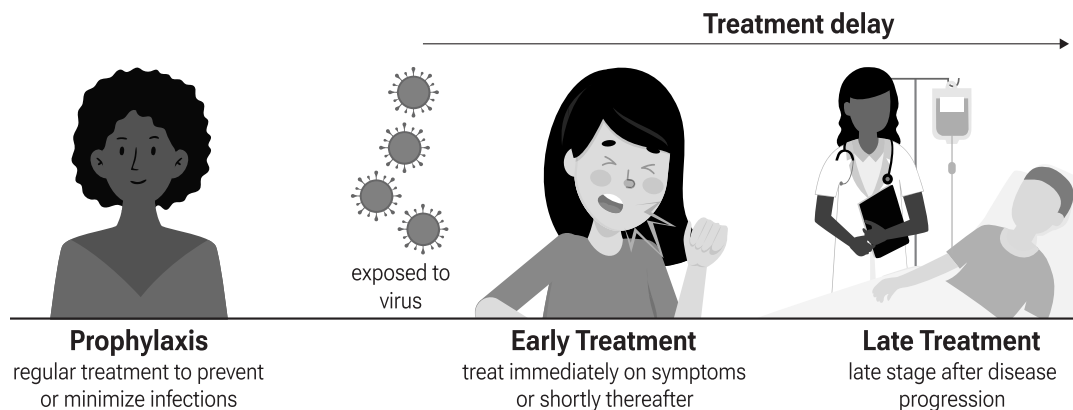 Treatment delay
exposed to
virus
Prophylaxis
regular treatment to prevent
or minimize infections
Early Treatment
treat immediately on symptoms
or shortly thereafter
Late Treatment
late stage after disease
progression